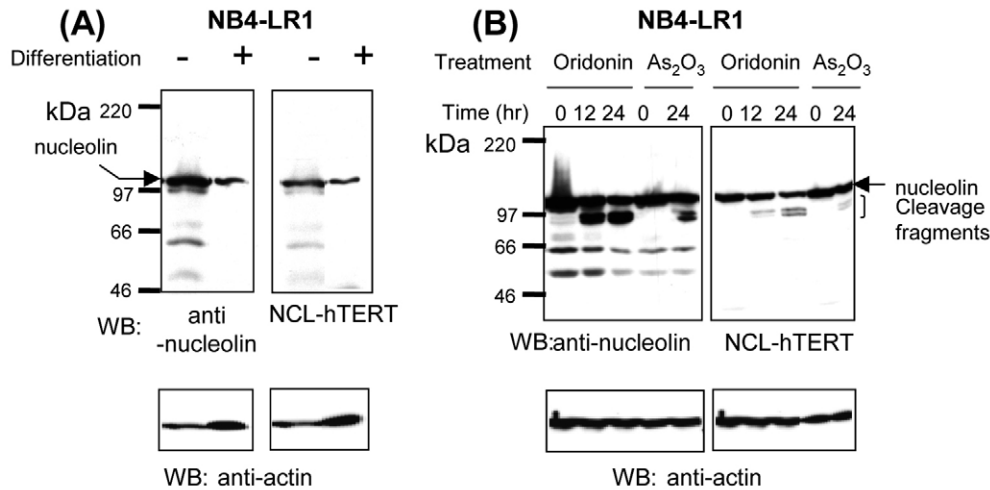 (A) NB4-LR1
Differentiation - + - +
kDa 220
nucleolin
97
66
46
WB: anti -nucleolin NCL-hTERT
WB: anti-actin
(B) NB4-LR1
Treatment Oridonin As₂O₃ Oridonin As₂O₃
Time (hr) 0 12 24 0 24 0 12 24 0 24
kDa 220
97
66
46
nucleolin
Cleavage
fragments
WB:anti-nucleolin NCL-hTERT
WB: anti-actin